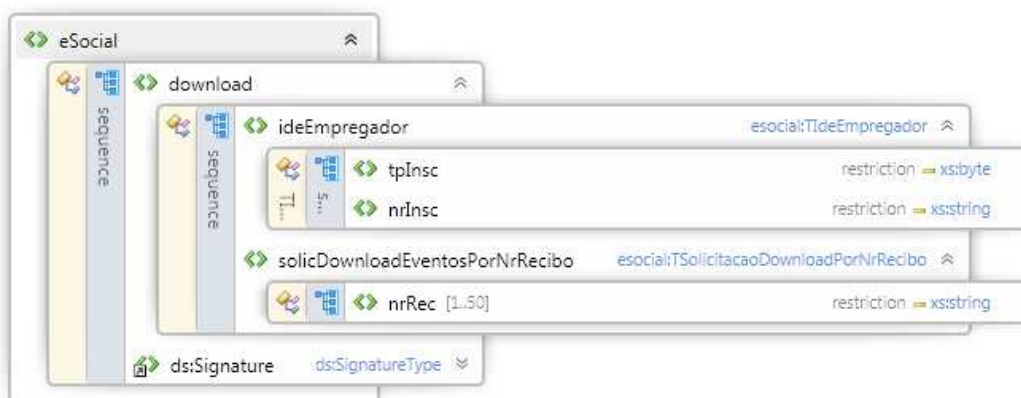 eSocial
sequence
download
sequence
ideEmpregador esocial:TIdeEmpregador
TI...
s...
tpInsc restriction xs:byte
nrInsc restriction xs:string
solicDownloadEventosPorNrRecibo esocial:TSolicitacaoDownloadPorNrRecibo
nrRec [1..50] restriction xs:string
ds:Signature ds:SignatureType